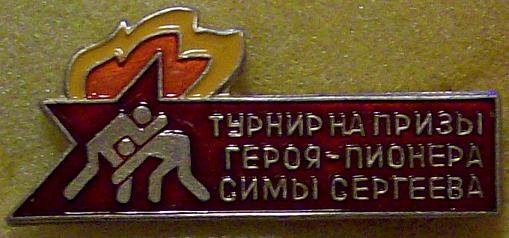 ТУРНИР НА ПРИЗЫ
ГЕРОЯ-ПИОНЕРА
СИМЫ СЕРГЕЕВА